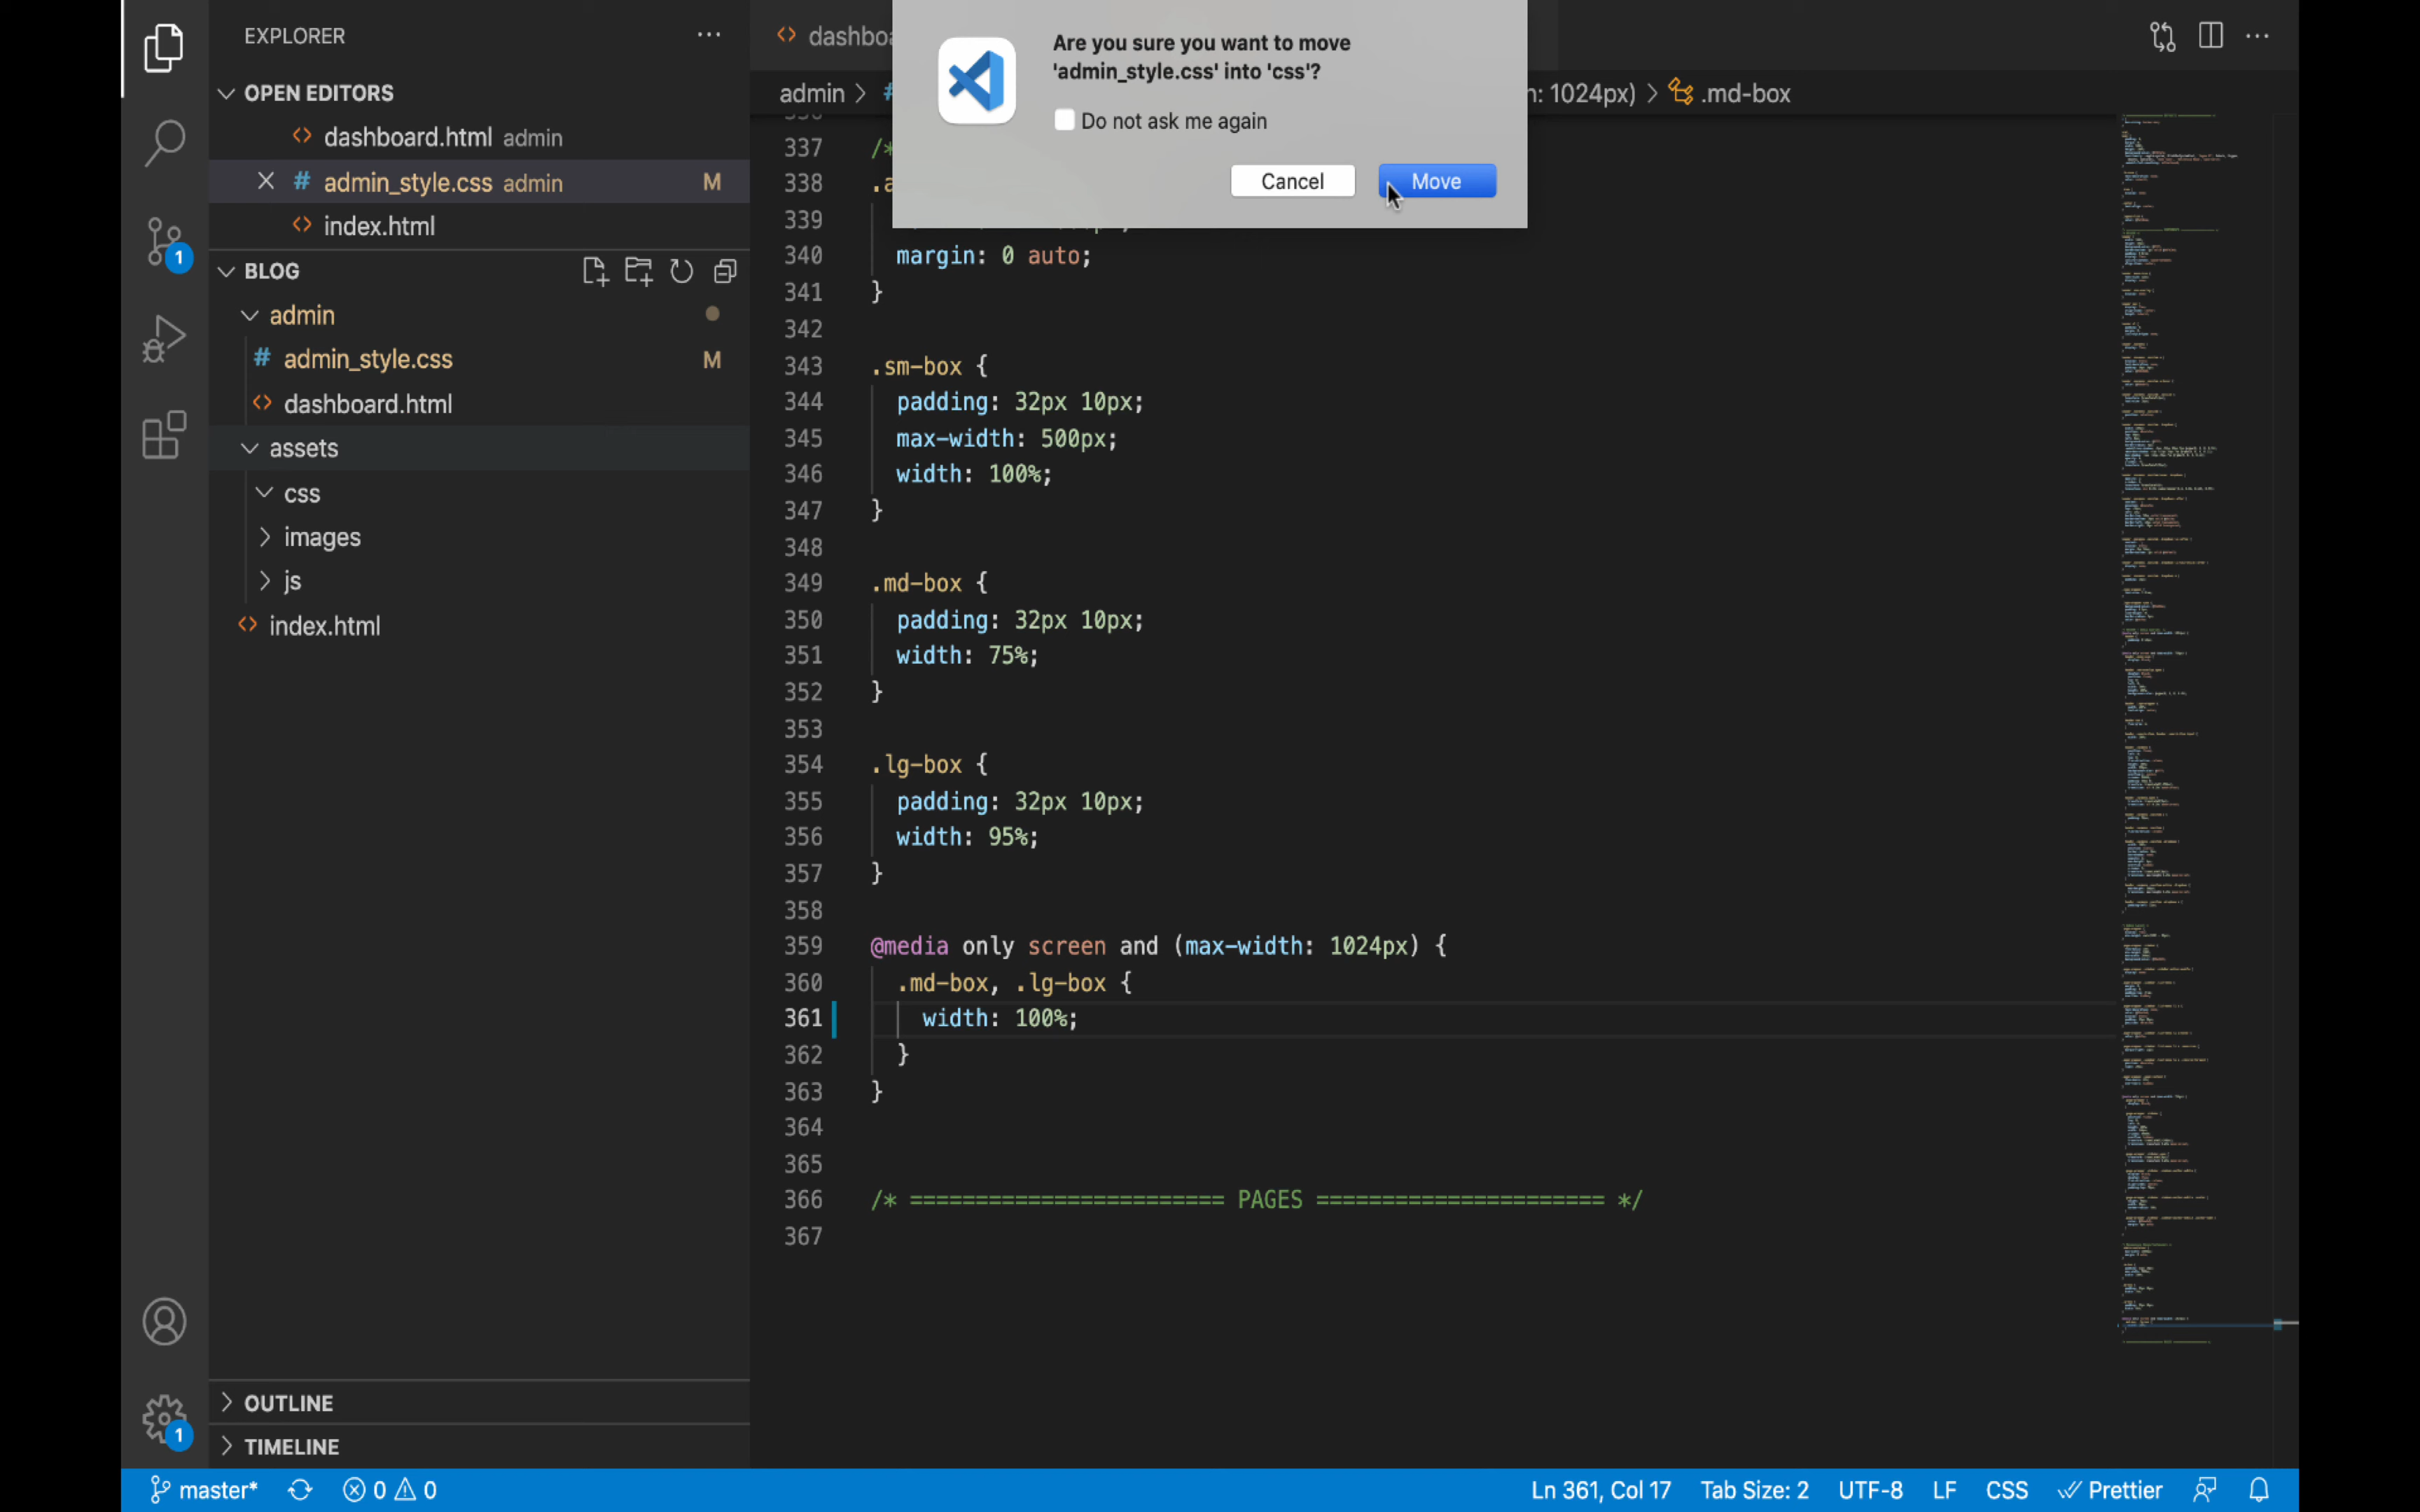 EXPLORER
OPEN EDITORS
dashboard.html admin
admin_style.css admin M
index.html
BLOG
admin
admin_style.css M
dashboard.html
assets
css
images
js
index.html
OUTLINE
TIMELINE
Are you sure you want to move
'admin_style.css' into 'css'?
Do not ask me again
Cancel Move
admin > # : 1024px) > .md-box
337 /*
338 .a
339
340 margin: 0 auto;
341 }
342
343 .sm-box {
344 padding: 32px 10px;
345 max-width: 500px;
346 width: 100%;
347 }
348
349 .md-box {
350 padding: 32px 10px;
351 width: 75%;
352 }
353
354 .lg-box {
355 padding: 32px 10px;
356 width: 95%;
357 }
358
359 @media only screen and (max-width: 1024px) {
360 .md-box, .lg-box {
361 width: 100%;
362 }
363 }
364
365
366 /* ======================== PAGES ====================== */
367
master* 0 0 Ln 361, Col 17 Tab Size: 2 UTF-8 LF CSS Prettier
1
1